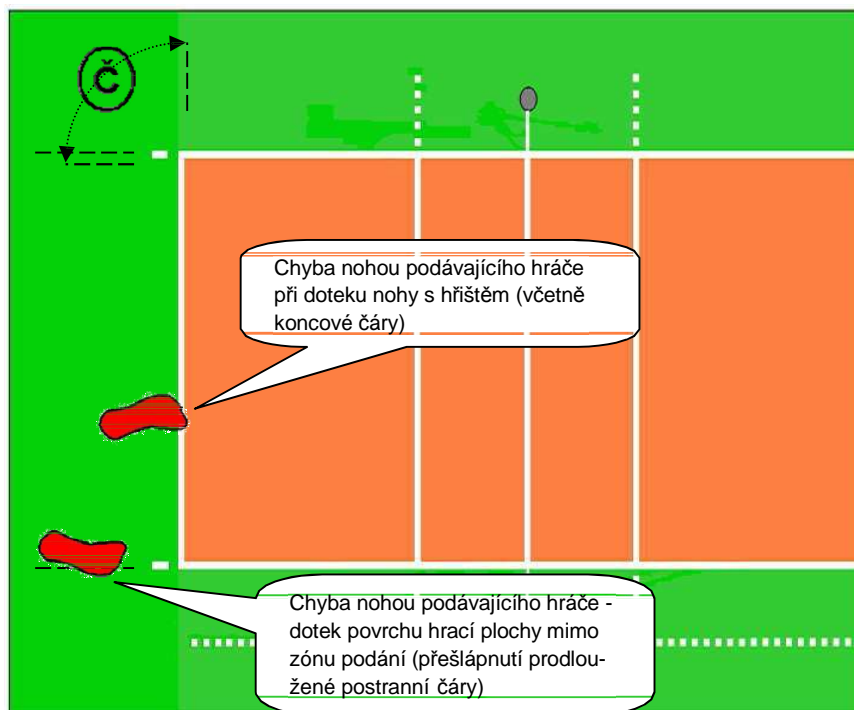 Č
Chyba nohou podávajícího hráče
při doteku nohy s hřištěm (včetně
koncové čáry)
Chyba nohou podávajícího hráče -
dotek povrchu hrací plochy mimo
zónu podání (přešlápnutí prodlou-
žené postranní čáry)